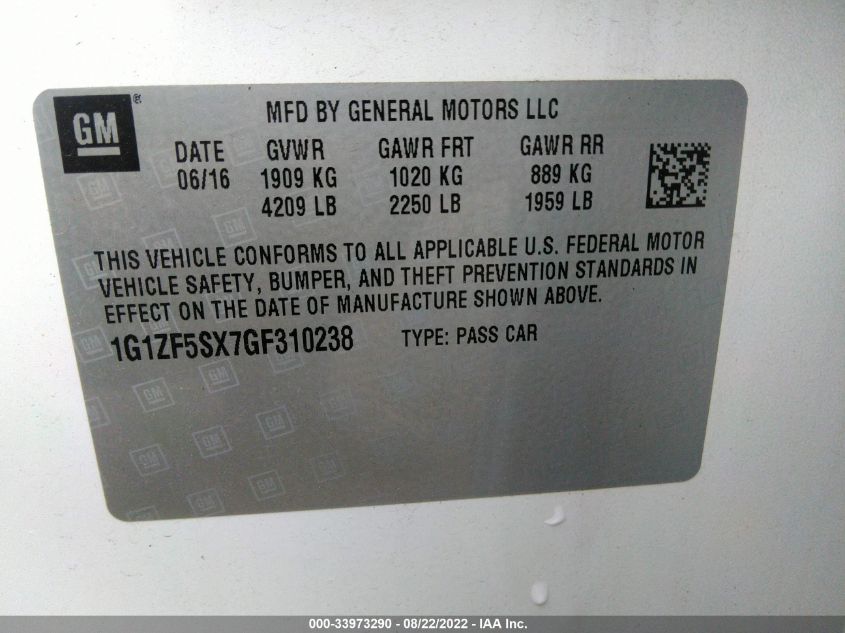 GM
MFD BY GENERAL MOTORS LLC
DATE GVWR GAWR FRT GAWR RR
06/16 1909 KG 1020 KG 889 KG
4209 LB 2250 LB 1959 LB
THIS VEHICLE CONFORMS TO ALL APPLICABLE U.S. FEDERAL MOTOR
VEHICLE SAFETY, BUMPER, AND THEFT PREVENTION STANDARDS IN
EFFECT ON THE DATE OF MANUFACTURE SHOWN ABOVE.
1G1ZF5SX7GF310238 TYPE: PASS CAR
000-33973290 - 08/22/2022 - IAA Inc.